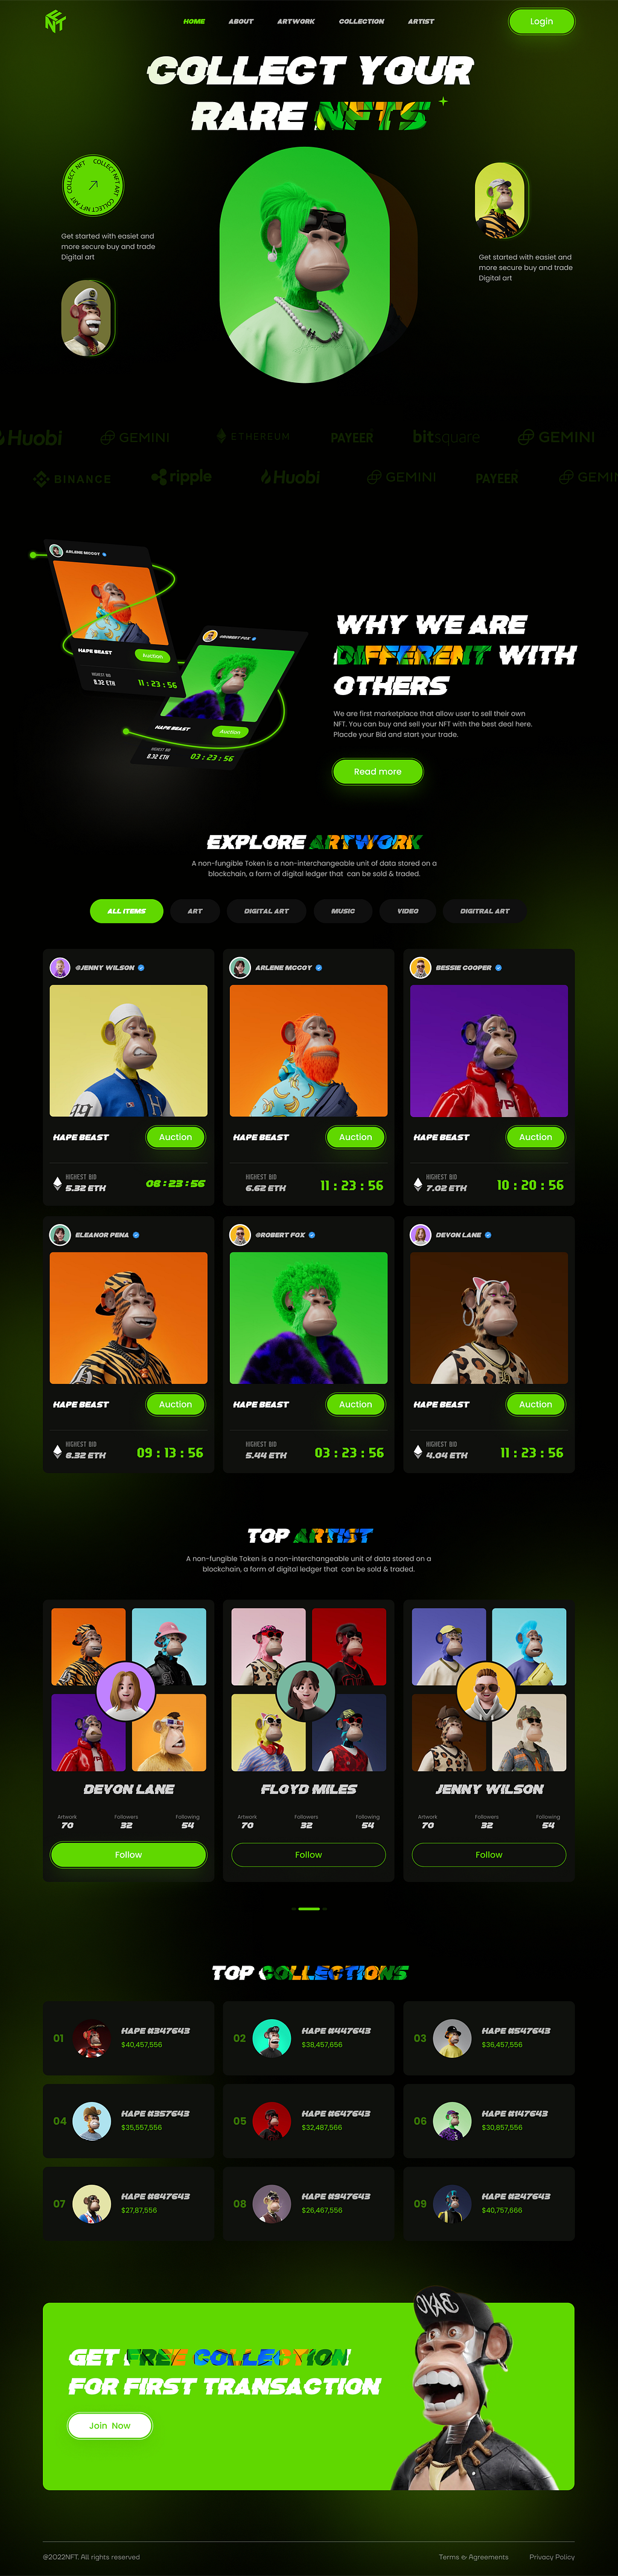 NFT
HOME
ABOUT
ARTWORK
COLLECTION
ARTIST
Login
COLLECT YOUR
RARE NFTS
COLLECT NFT ART COLLECT NFT ART COLLECT NFT
Get started with easiet and
more secure buy and trade
Digital art
Get started with easiet and
more secure buy and trade
Digital art
Huobi
GEMINI
ETHEREUM
PAYEER
bitsquare
GEMINI
BINANCE
ripple
Huobi
GEMINI
PAYEER
GEMINI
ARLENE MCCOY
HAPE BEAST
Auction
HIGHEST BID
8.32 ETH
11 : 23 : 56
@ROBERT FOX
HAPE BEAST
Auction
HIGHEST BID
8.32 ETH
03 : 23 : 56
WHY WE ARE
DIFFERENT WITH
OTHERS
We are first marketplace that allow user to sell their own
NFT. You can buy and sell your NFT with the best deal here.
Placde your Bid and start your trade.
Read more
EXPLORE ARTWORK
A non-fungible Token is a non-interchangeable unit of data stored on a
blockchain, a form of digital ledger that can be sold & traded.
ALL ITEMS
ART
DIGITAL ART
MUSIC
VIDEO
DIGITRAL ART
@JENNY WILSON
ARLENE MCCOY
BESSIE COOPER
HAPE BEAST
Auction
HAPE BEAST
Auction
HAPE BEAST
Auction
HIGHEST BID
5.32 ETH
08 : 23 : 56
HIGHEST BID
6.62 ETH
11 : 23 : 56
HIGHEST BID
7.02 ETH
10 : 20 : 56
ELEANOR PENA
@ROBERT FOX
DEVON LANE
HAPE BEAST
Auction
HAPE BEAST
Auction
HAPE BEAST
Auction
HIGHEST BID
8.32 ETH
09 : 13 : 56
HIGHEST BID
5.44 ETH
03 : 23 : 56
HIGHEST BID
4.04 ETH
11 : 23 : 56
TOP ARTIST
A non-fungible Token is a non-interchangeable unit of data stored on a
blockchain, a form of digital ledger that can be sold & traded.
DEVON LANE
FLOYD MILES
JENNY WILSON
Artwork
Followers
Following
70
32
54
Artwork
Followers
Following
70
32
54
Artwork
Followers
Following
70
32
54
Follow
Follow
Follow
TOP COLLECTIONS
01
HAPE #347643
$40,457,556
02
HAPE #447643
$38,457,656
03
HAPE #547643
$36,457,556
04
HAPE #357643
$35,557,556
05
HAPE #647643
$32,487,566
06
HAPE #147643
$30,857,556
07
HAPE #847643
$27,87,556
08
HAPE #947643
$26,467,556
09
HAPE #247643
$40,757,666
GET FREE COLLECTION
FOR FIRST TRANSACTION
Join Now
@2022NFT. All rights reserved
Terms & Agreements
Privacy Policy